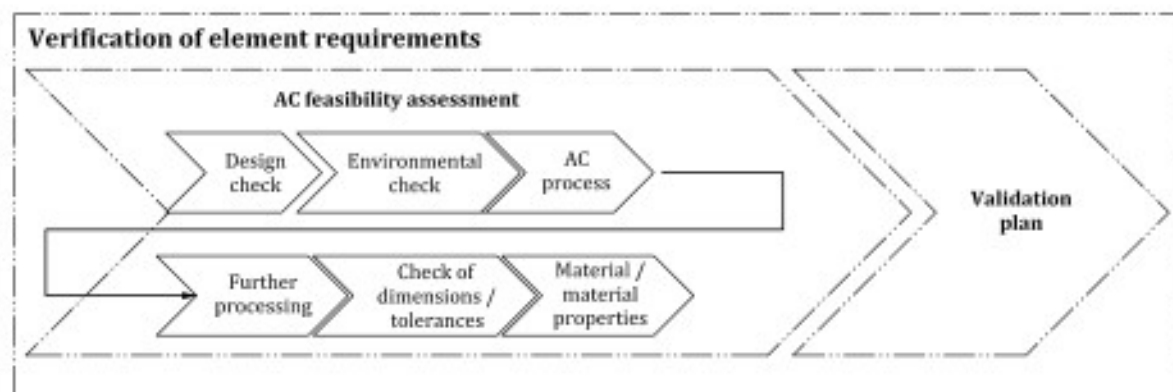 Verification of element requirements
AC feasibility assessment
Design
check
Environmental
check
AC
process
Further
processing
Check of
dimensions /
tolerances
Material /
material
properties
Validation
plan